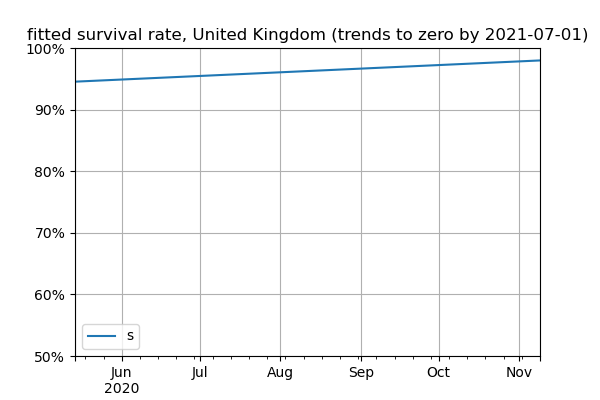 fitted survival rate, United Kingdom (trends to zero by 2021-07-01)
100%
90%
80%
70%
60%
50%
s
Jun Jul Aug Sep Oct Nov
2020